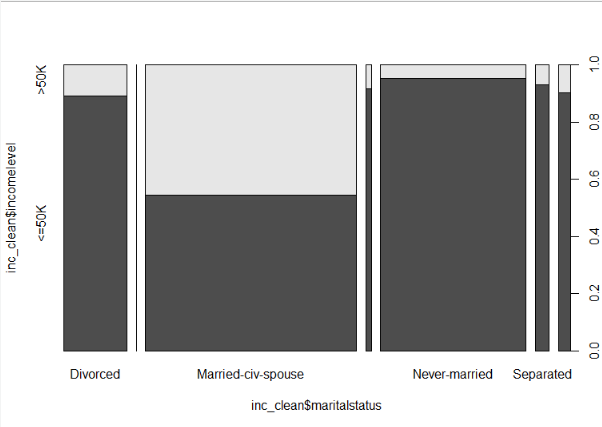 >50K
<=50K
inc_clean$incomelevel
1.0
0.8
0.6
0.4
0.2
0.0
Divorced Married-civ-spouse Never-married Separated
inc_clean$maritalstatus